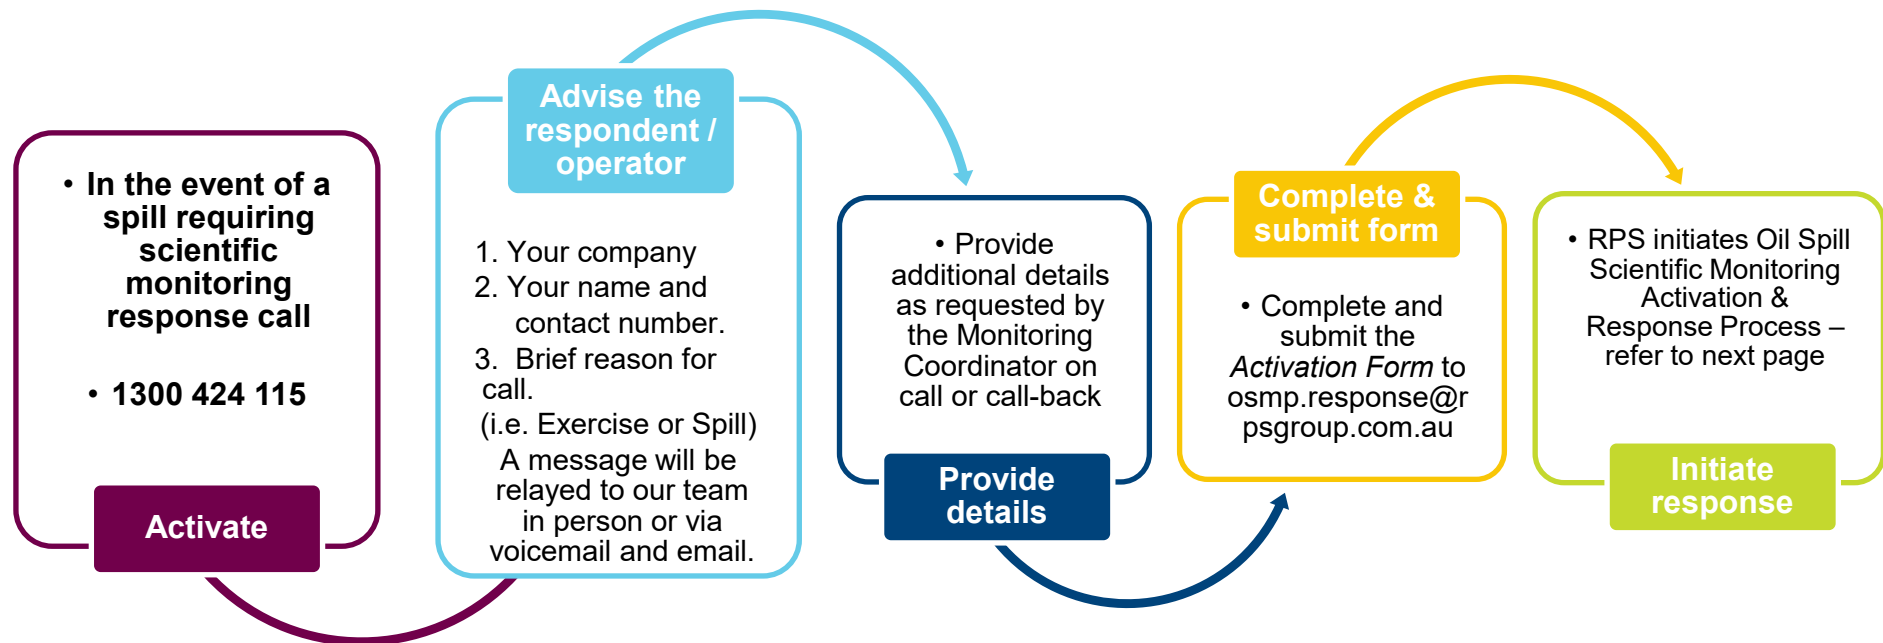 • In the event of a
spill requiring
scientific
monitoring
response call
• 1300 424 115
Activate
Advise the
respondent /
operator
1. Your company
2. Your name and
contact number.
3. Brief reason for
call.
(i.e. Exercise or Spill)
A message will be
relayed to our team
in person or via
voicemail and email.
• Provide
additional details
as requested by
the Monitoring
Coordinator on
call or call-back
Provide
details
Complete &
submit form
• Complete and
submit the
Activation Form to
osmp.response@r
psgroup.com.au
• RPS initiates Oil Spill
Scientific Monitoring
Activation &
Response Process –
refer to next page
Initiate
response